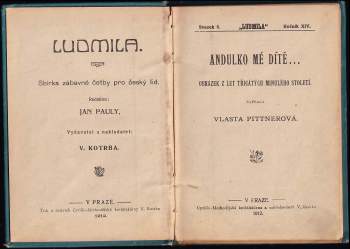 LUDMILA.
Sbírka zábavné četby pro český lid.
Redaktor:
JAN PAULY,
Vydavatel a nakladatel:
V. KOTRBA.
V PRAZE.
Tisk a náklad Cyrillo-Methodějské knihtiskárny V. Kotrba
1912.
Svazek 1. „LUDMILA“ Ročník XIV.
ANDULKO MÉ DÍTĚ...
OBRÁZEK Z LET TŘICÁTÝCH MINULÉHO STOLETÍ.
NAPSALA
VLASTA PITTNEROVÁ.
V PRAZE.
Cyrillo-Methodějská knihtiskárna a nakladatelství V. Kotrba
1912.